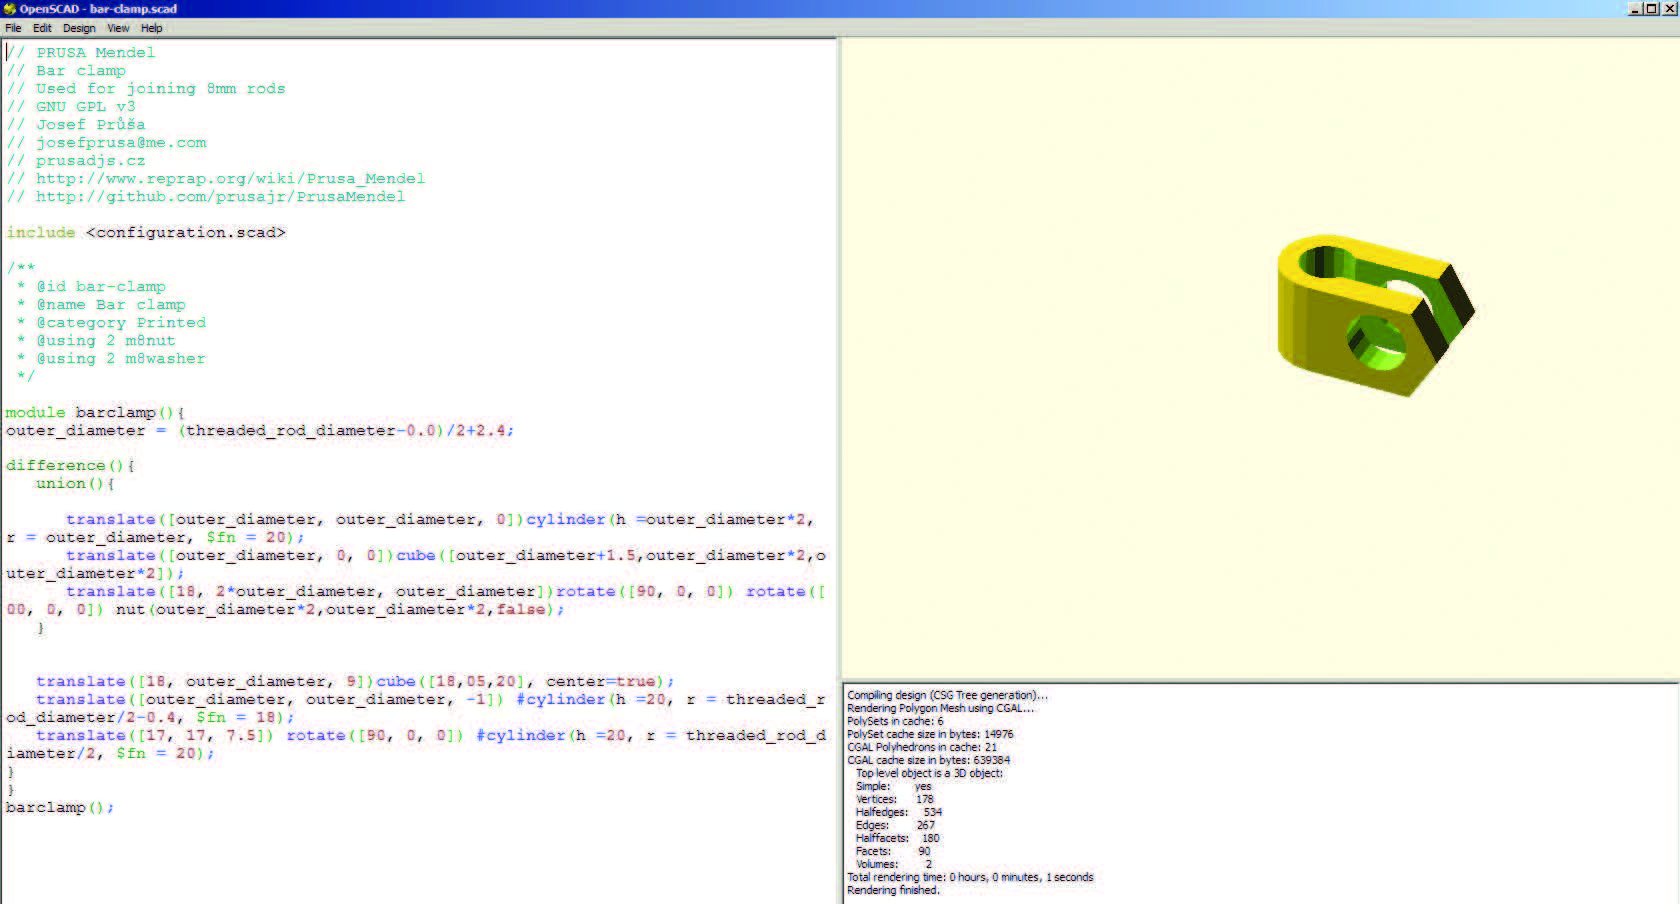 OpenSCAD - bar-clamp.scad
File Edit Design View Help
// PRUSA Mendel
// Bar clamp
// Used for joining 8mm rods
// GNU GPL v3
// Josef Průša
// josefprusa@me.com
// prusadjs.cz
// http://www.reprap.org/wiki/Prusa_Mendel
// http://github.com/prusajr/PrusaMendel
include <configuration.scad>
/**
* @id bar-clamp
* @name Bar clamp
* @category Printed
* @using 2 m8nut
* @using 2 m8washer
*/
module barclamp(){
outer_diameter = (threaded_rod_diameter-0.0)/2+2.4;
difference(){
union(){
translate([outer_diameter, outer_diameter, 0])cylinder(h =outer_diameter*2,
r = outer_diameter, $fn = 20);
translate([outer_diameter, 0, 0])cube([outer_diameter+1.5,outer_diameter*2,o
uter_diameter*2]);
translate([18, 2*outer_diameter, outer_diameter])rotate([90, 0, 0]) rotate([
00, 0, 0]) nut(outer_diameter*2,outer_diameter*2,false);
}
translate([18, outer_diameter, 9])cube([18,05,20], center=true);
translate([outer_diameter, outer_diameter, -1]) #cylinder(h =20, r = threaded_r
od_diameter/2-0.4, $fn = 18);
translate([17, 17, 7.5]) rotate([90, 0, 0]) #cylinder(h =20, r = threaded_rod_d
iameter/2, $fn = 20);
}
}
barclamp();
Compiling design (CSG Tree generation)...
Rendering Polygon Mesh using CGAL...
PolySets in cache: 6
PolySet cache size in bytes: 14976
CGAL Polyhedrons in cache: 21
CGAL cache size in bytes: 639384
Top level object is a 3D object:
Simple: yes
Vertices: 178
Halfedges: 534
Edges: 267
Halffacets: 180
Facets: 90
Volumes: 2
Total rendering time: 0 hours, 0 minutes, 1 seconds
Rendering finished.